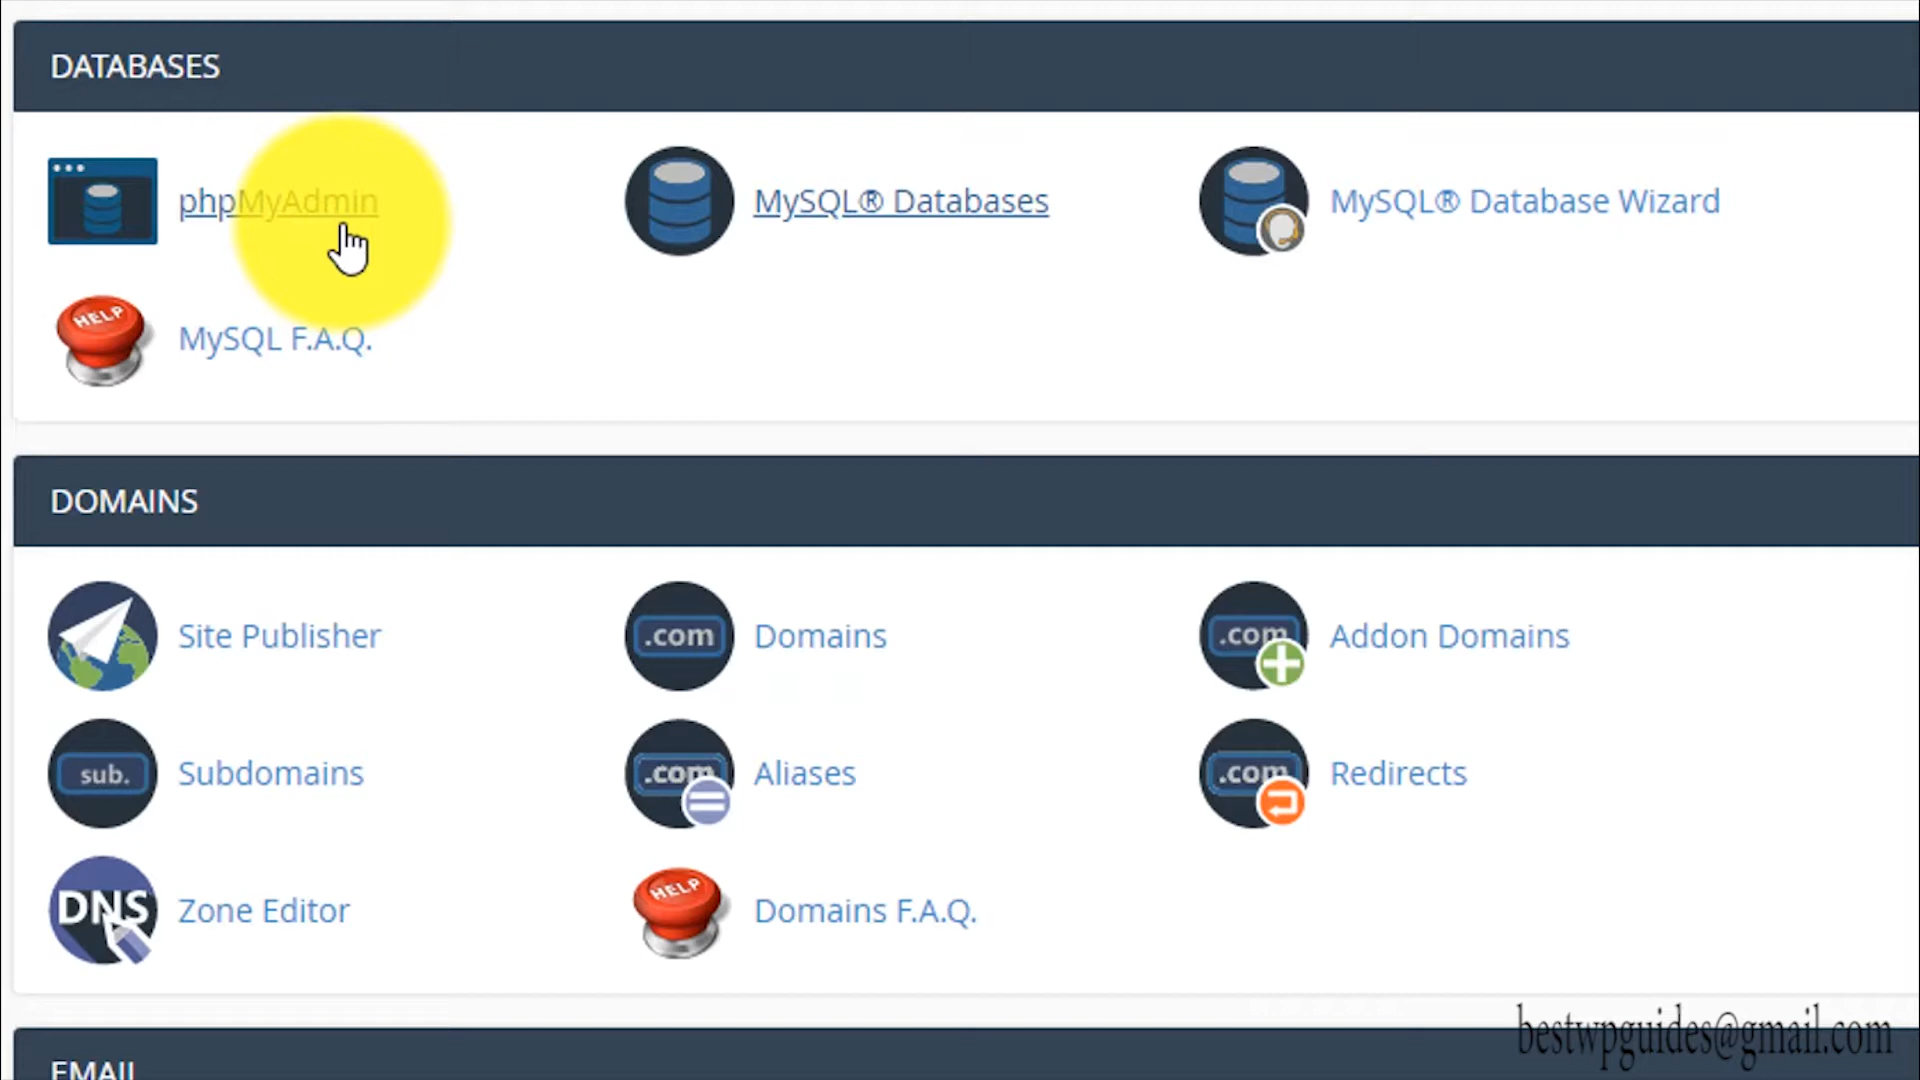 DATABASES
phpMyAdmin
MySQL® Databases
MySQL® Database Wizard
HELP
MySQL F.A.Q.
DOMAINS
Site Publisher
.com
Domains
.com
Addon Domains
sub.
Subdomains
.com
Aliases
.com
Redirects
DNS
Zone Editor
HELP
Domains F.A.Q.
bestwpguides@gmail.com
EMAIL